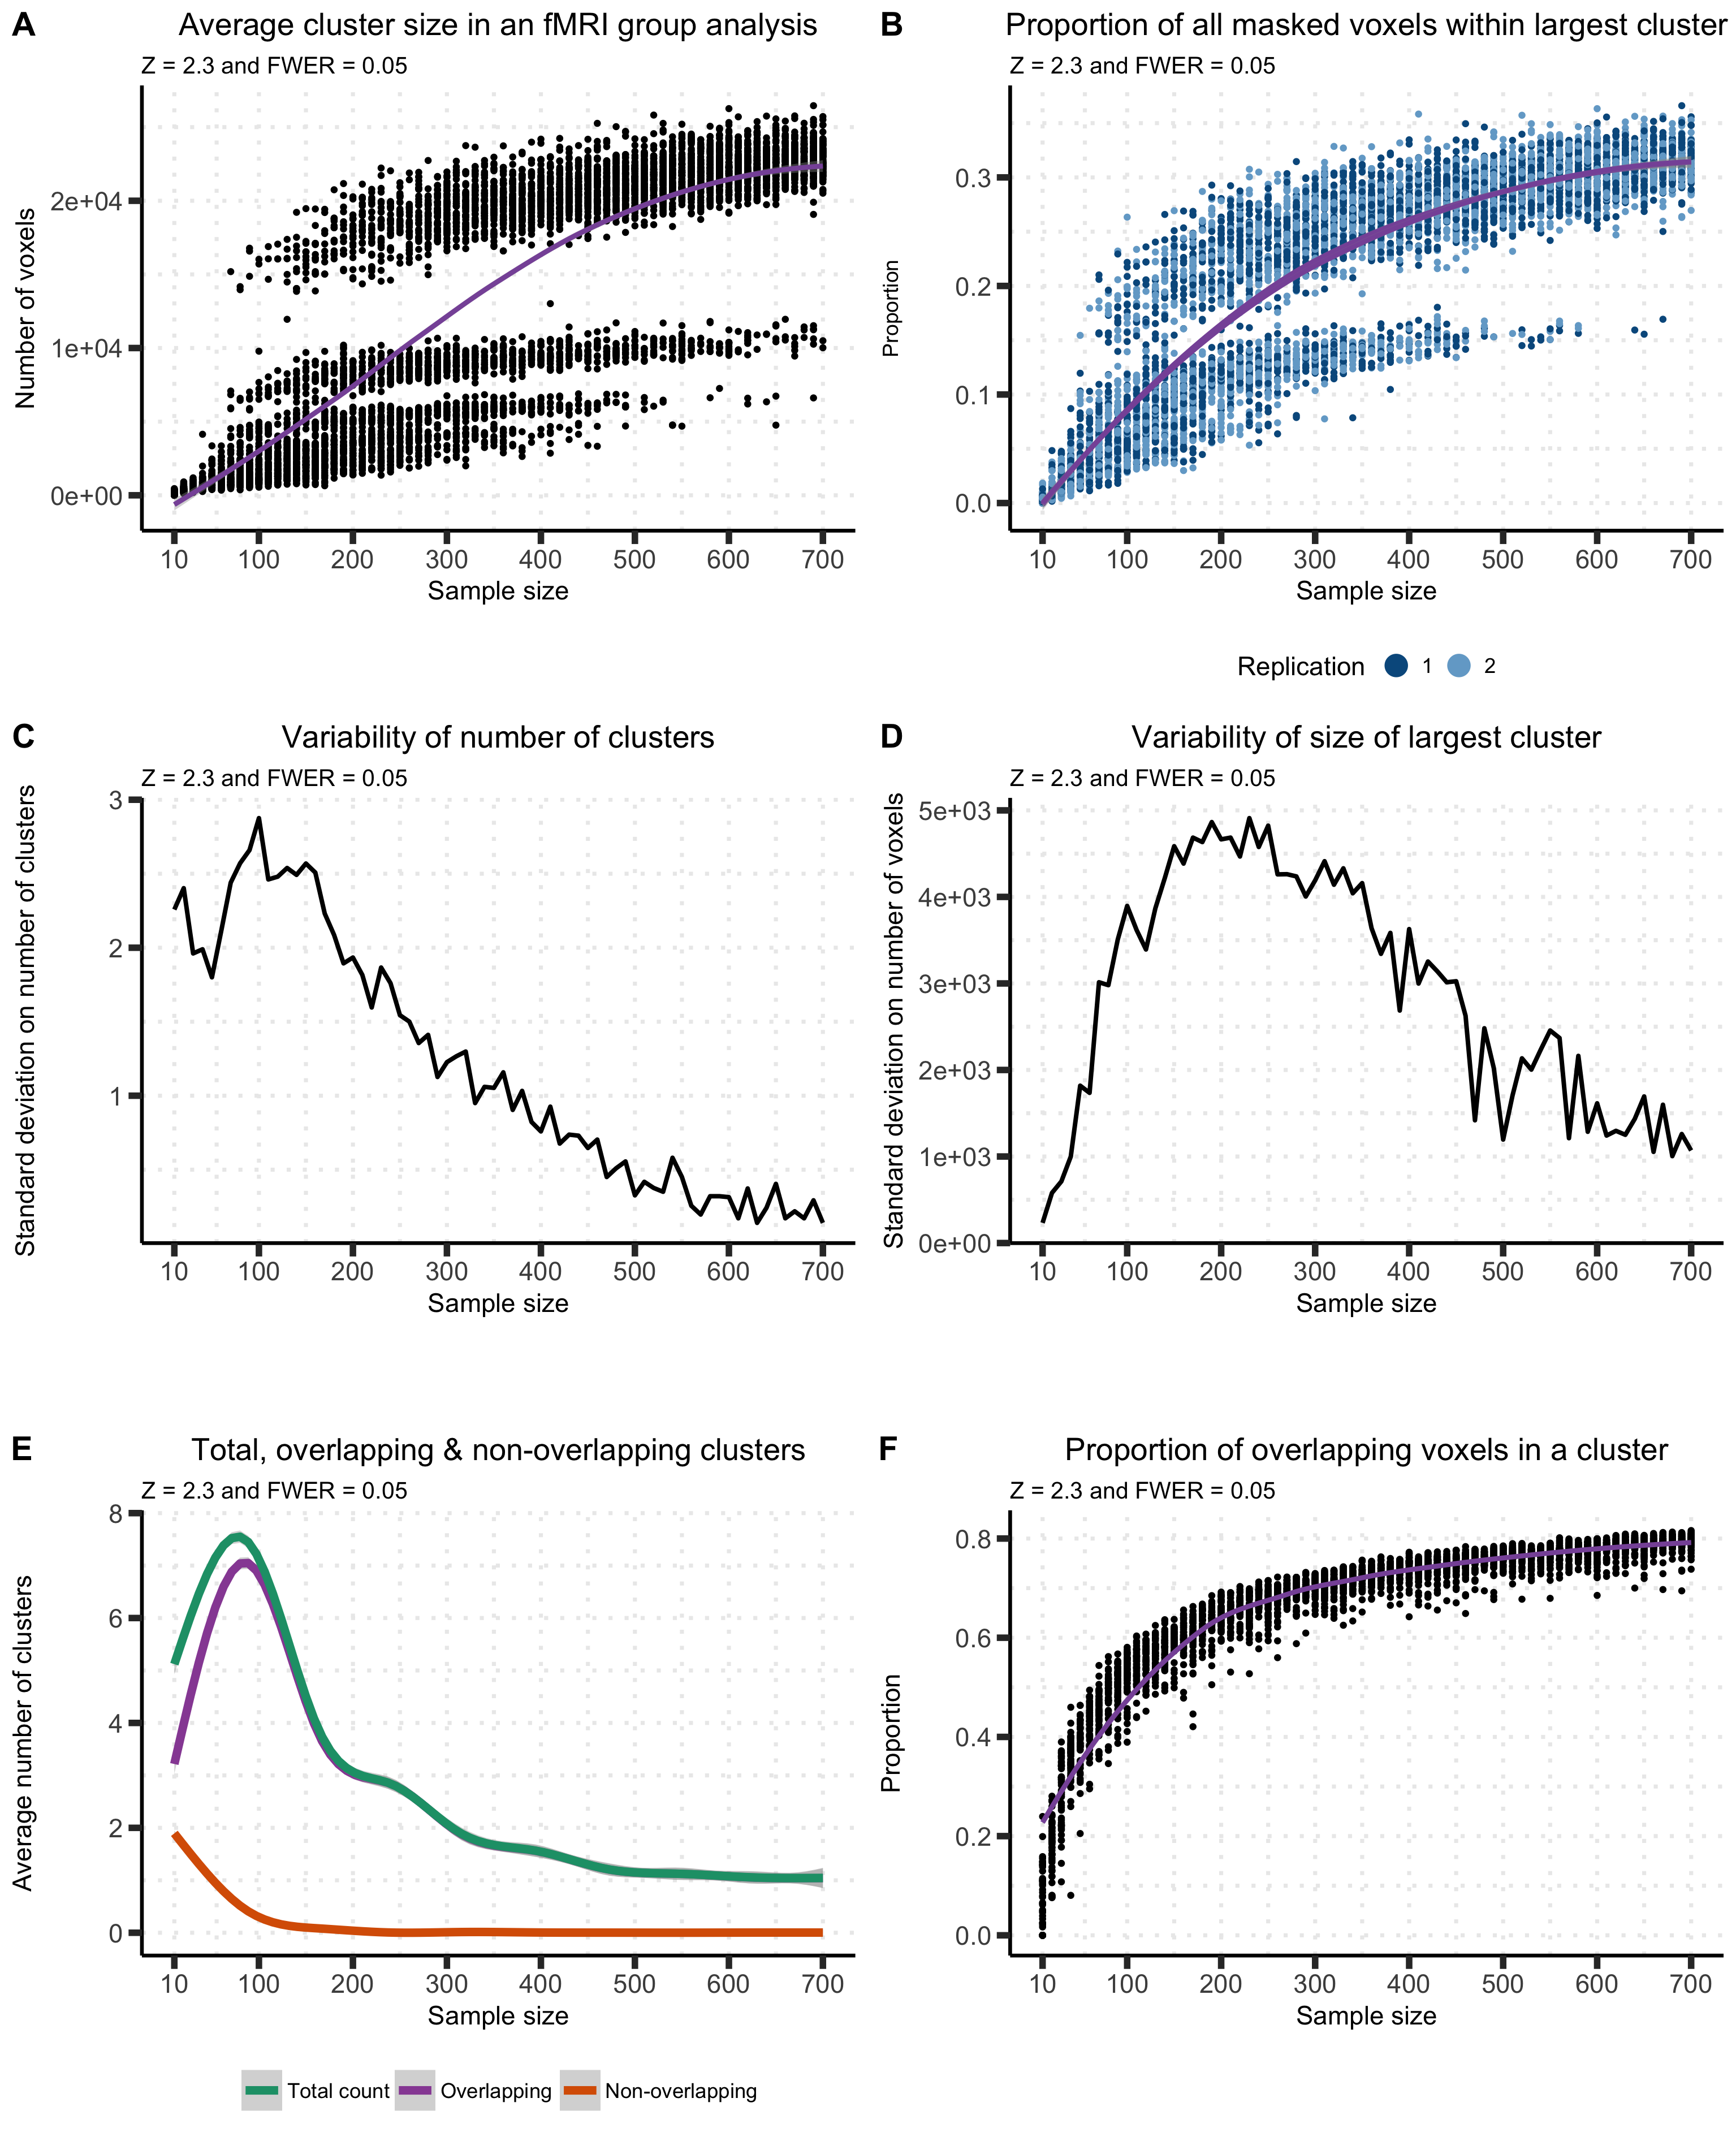 A
Average cluster size in an fMRI group analysis
Z = 2.3 and FWER = 0.05
Number of voxels
2e+04
1e+04
0e+00
10 100 200 300 400 500 600 700
Sample size
B
Proportion of all masked voxels within largest cluster
Z = 2.3 and FWER = 0.05
Proportion
0.3
0.2
0.1
0.0
10 100 200 300 400 500 600 700
Sample size
Replication 1 2
C
Variability of number of clusters
Z = 2.3 and FWER = 0.05
Standard deviation on number of clusters
3
2
1
10 100 200 300 400 500 600 700
Sample size
D
Variability of size of largest cluster
Z = 2.3 and FWER = 0.05
Standard deviation on number of voxels
5e+03
4e+03
3e+03
2e+03
1e+03
0e+00
10 100 200 300 400 500 600 700
Sample size
E
Total, overlapping & non-overlapping clusters
Z = 2.3 and FWER = 0.05
Average number of clusters
8
6
4
2
0
10 100 200 300 400 500 600 700
Sample size
Total count Overlapping Non-overlapping
F
Proportion of overlapping voxels in a cluster
Z = 2.3 and FWER = 0.05
Proportion
0.8
0.6
0.4
0.2
0.0
10 100 200 300 400 500 600 700
Sample size